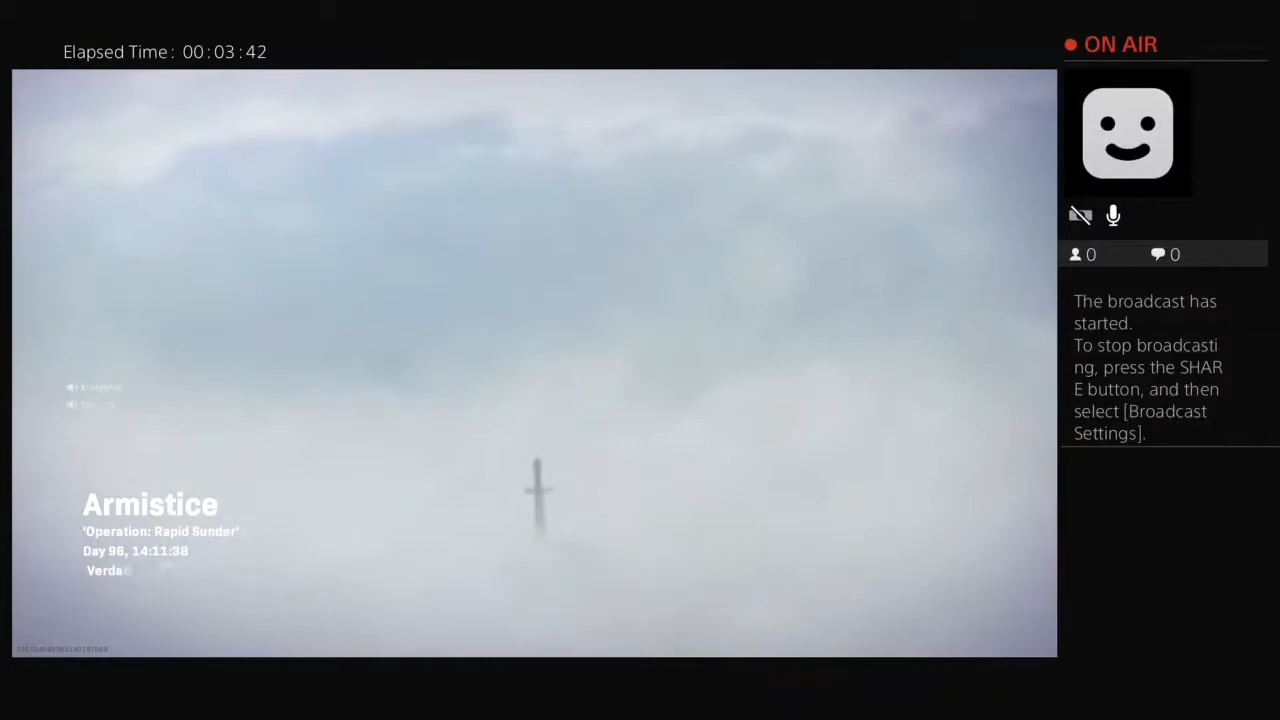 Elapsed Time: 00:03:42
ON AIR
0
0
The broadcast has
started.
To stop broadcasti
ng, press the SHAR
E button, and then
select [Broadcast
Settings].
Armistice
'Operation: Rapid Sunder'
Day 96, 14:11:38
Verda